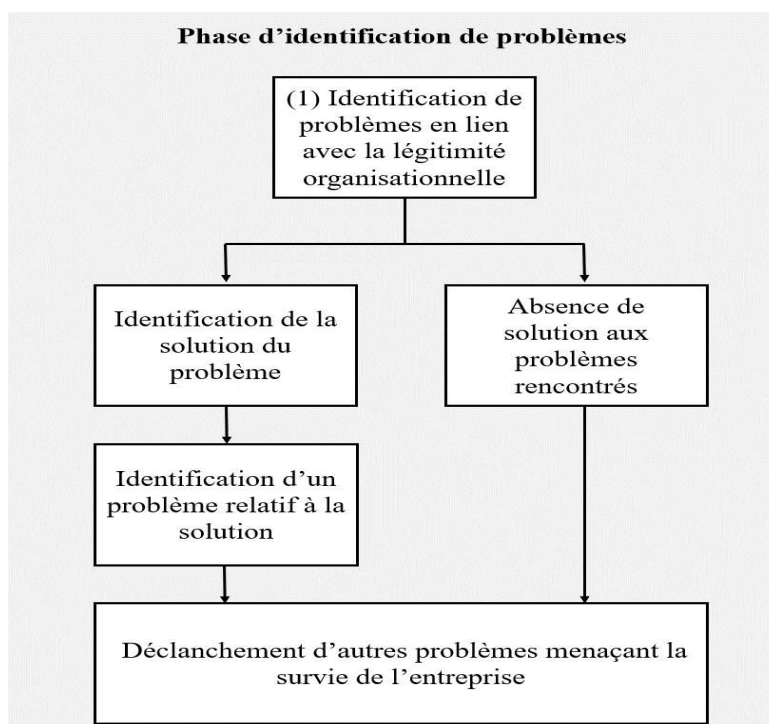 Phase d’identification de problèmes
(1) Identification de
problèmes en lien
avec la légitimité
organisationnelle
Identification de la
solution du
problème
Absence de
solution aux
problèmes
rencontrés
Identification d’un
problème relatif à la
solution
Déclanchement d’autres problèmes menaçant la
survie de l’entreprise